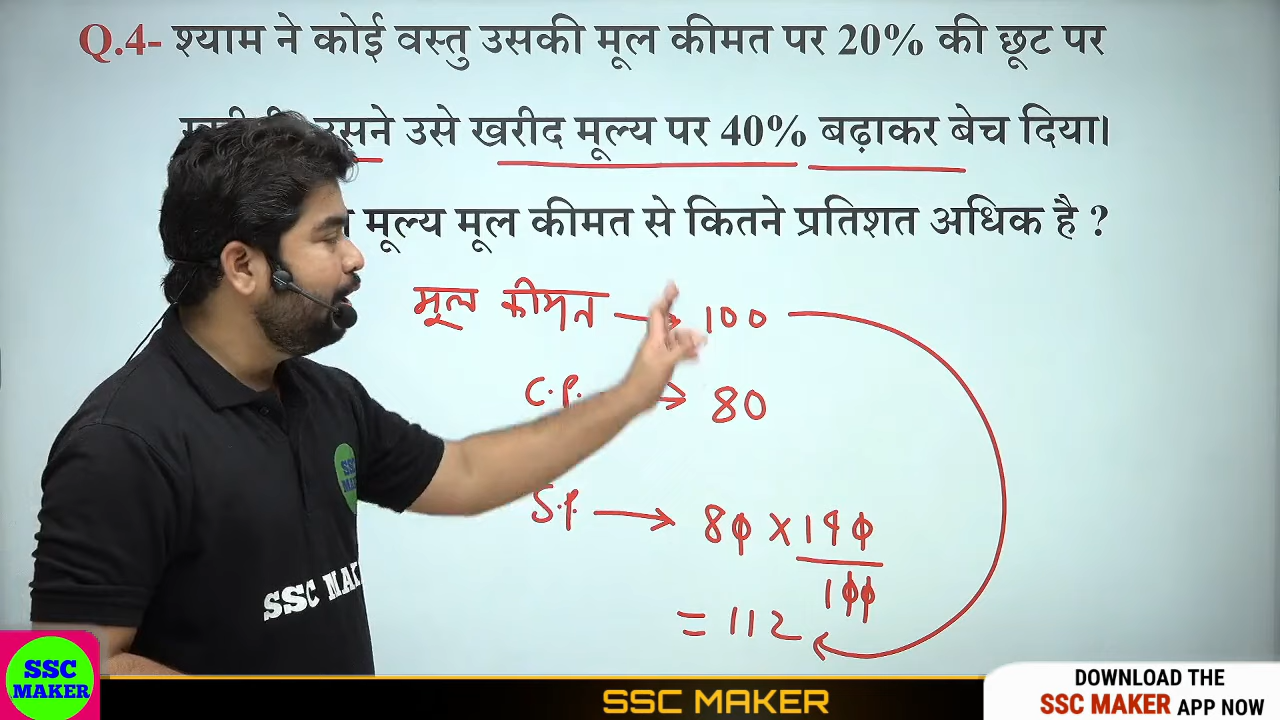 Q.4- श्याम ने कोई वस्तु उसकी मूल कीमत पर 20% की छूट पर
उसने उसे खरीद मूल्य पर 40% बढ़ाकर बेच दिया।
मूल्य मूल कीमत से कितने प्रतिशत अधिक है ?
मूल कीमत → 100
C.P. → 80
S.P. → 80 × 140
100
= 112
SSC
SSC MAK
SSC
MAKER
SSC MAKER
DOWNLOAD THE
SSC MAKER APP NOW